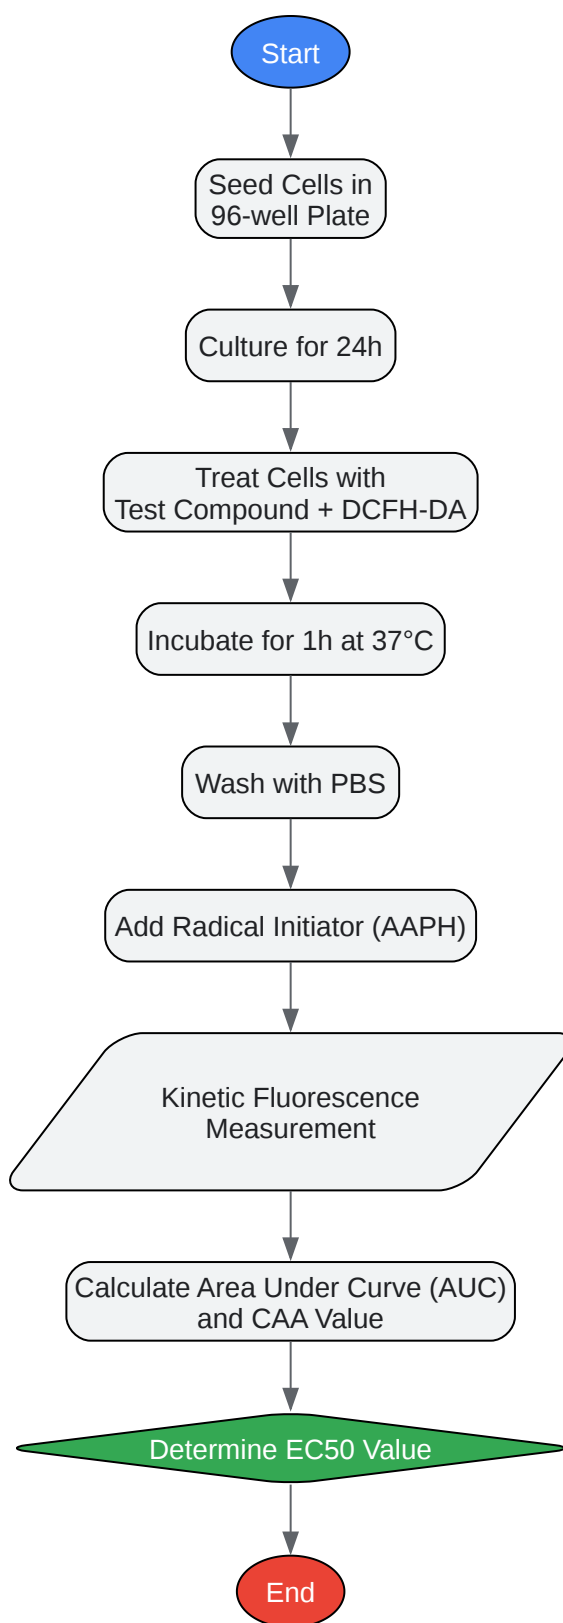 Start
Seed Cells in
96-well Plate
Culture for 24h
Treat Cells with
Test Compound + DCFH-DA
Incubate for 1h at 37°C
Wash with PBS
Add Radical Initiator (AAPH)
Kinetic Fluorescence
Measurement
Calculate Area Under Curve (AUC)
and CAA Value
Determine EC50 Value
End